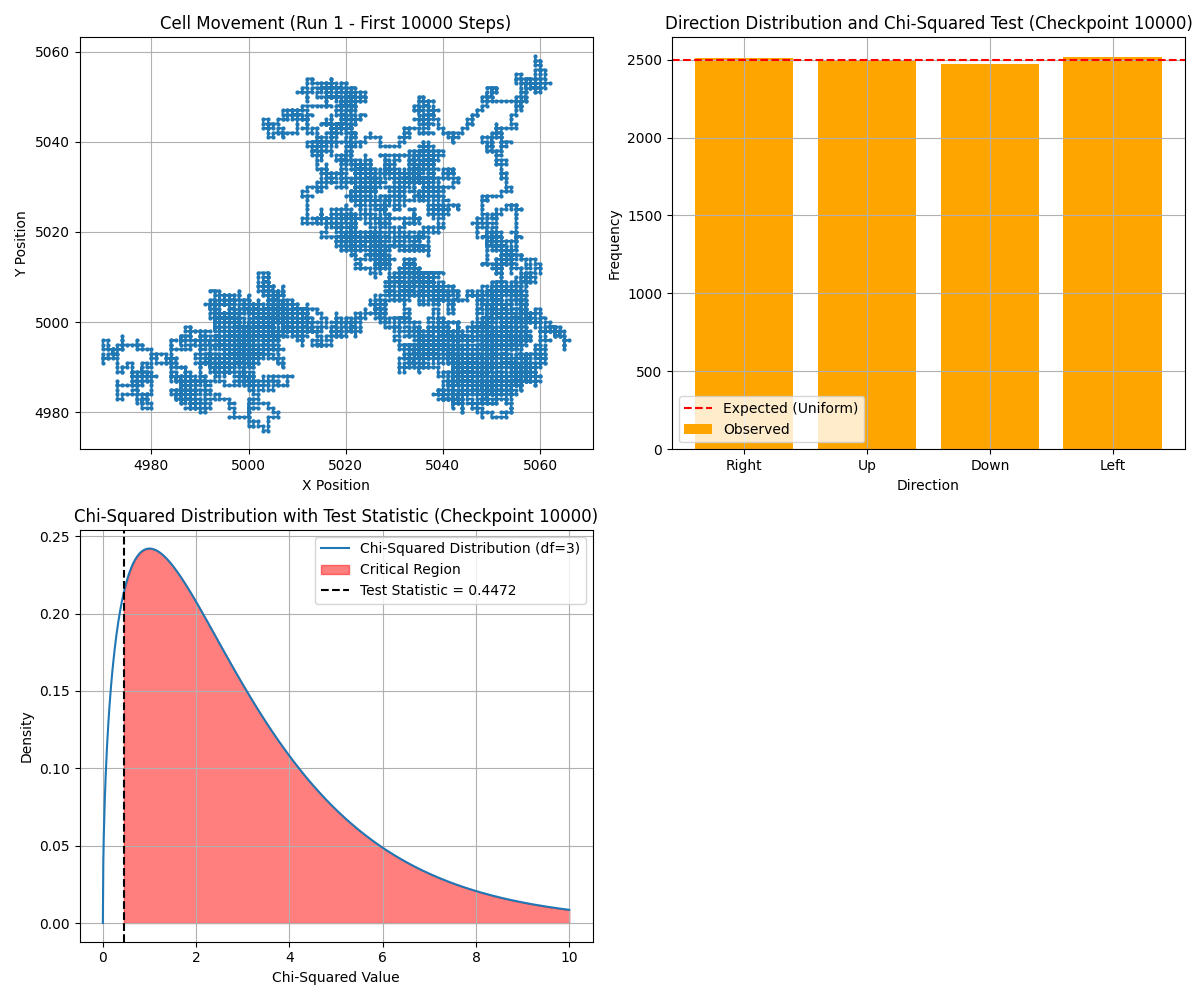 Cell Movement (Run 1 - First 10000 Steps)
5060
5040
5020
5000
4980
Y Position
4980
5000
5020
5040
5060
X Position
Direction Distribution and Chi-Squared Test (Checkpoint 10000)
2500
2000
1500
1000
500
0
Frequency
Expected (Uniform)
Observed
Right
Up
Down
Left
Direction
Chi-Squared Distribution with Test Statistic (Checkpoint 10000)
0.25
0.20
0.15
0.10
0.05
0.00
Density
Chi-Squared Distribution (df=3)
Critical Region
Test Statistic = 0.4472
0
2
4
6
8
10
Chi-Squared Value